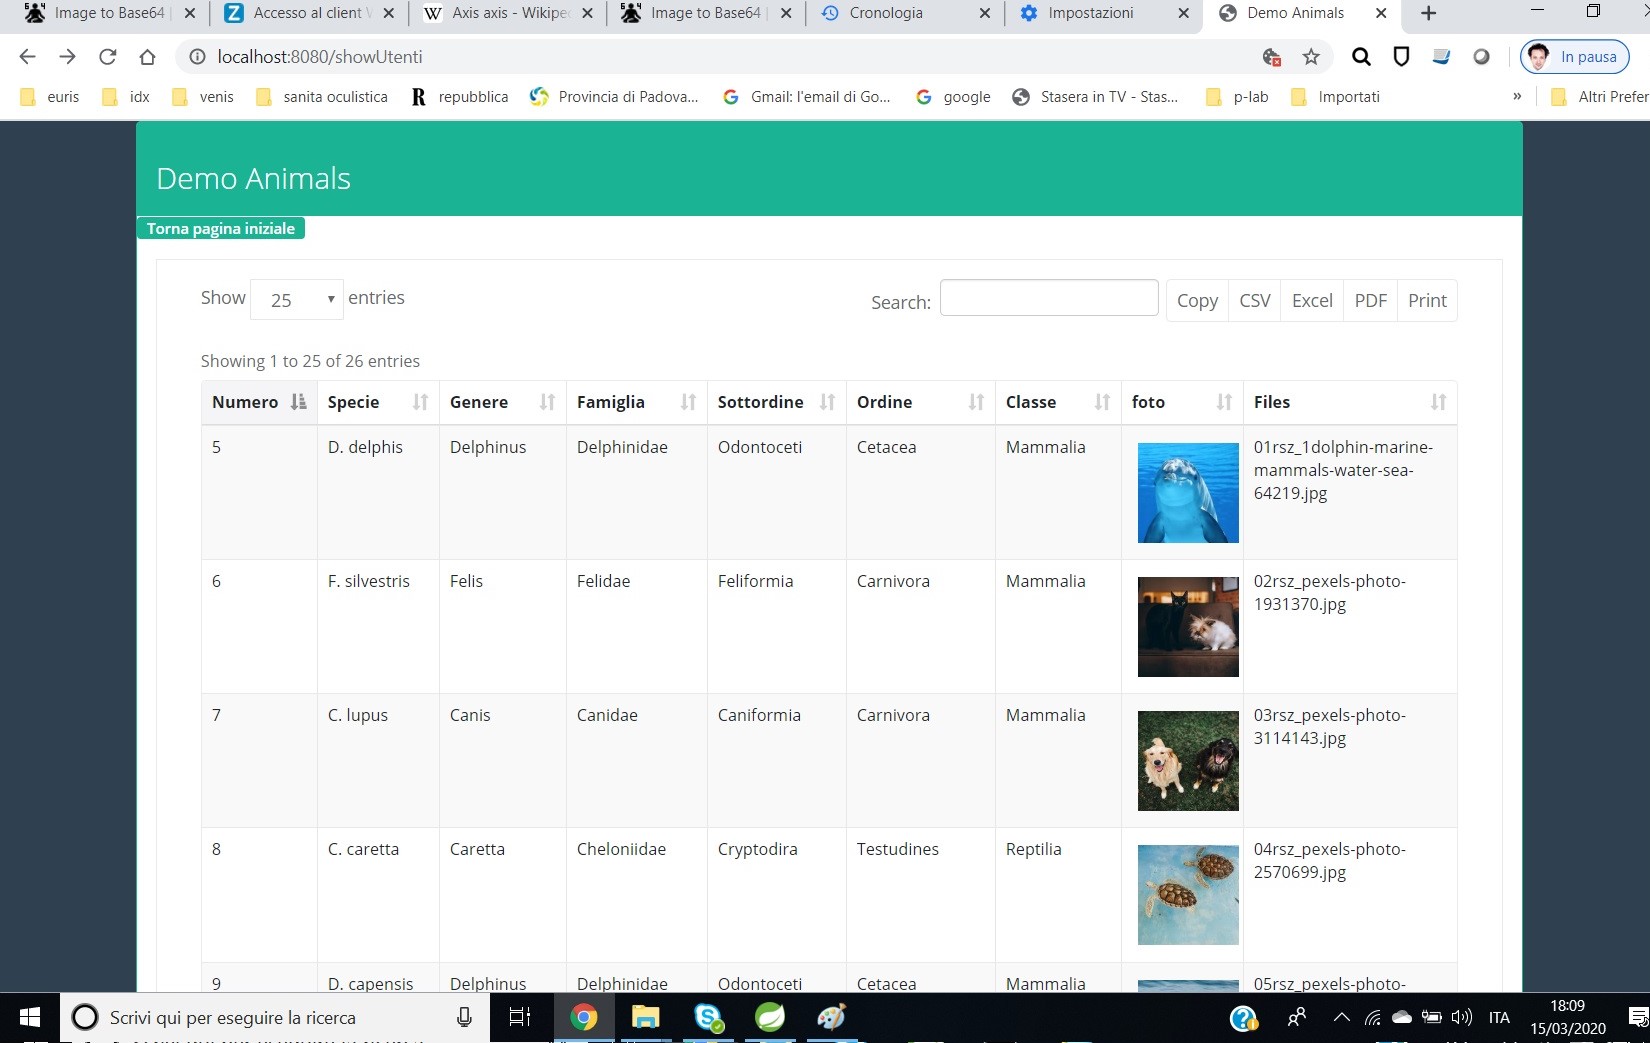 Image to Base64
Accesso al client
Axis axis - Wikipe
Image to Base64
Cronologia
Impostazioni
Demo Animals
localhost:8080/showUtenti
In pausa
euris
idx
venis
sanita oculistica
repubblica
Provincia di Padova...
Gmail: l'email di Go...
google
Stasera in TV - Stas...
p-lab
Importati
»
Altri Prefer
Demo Animals
Torna pagina iniziale
Show 25 entries
Search:
Copy CSV Excel PDF Print
Showing 1 to 25 of 26 entries
Numero Specie Genere Famiglia Sottordine Ordine Classe foto Files
5 D. delphis Delphinus Delphinidae Odontoceti Cetacea Mammalia 01rsz_1dolphin-marine-
mammals-water-sea-
64219.jpg
6 F. silvestris Felis Felidae Feliformia Carnivora Mammalia 02rsz_pexels-photo-
1931370.jpg
7 C. lupus Canis Canidae Caniformia Carnivora Mammalia 03rsz_pexels-photo-
3114143.jpg
8 C. caretta Caretta Cheloniidae Cryptodira Testudines Reptilia 04rsz_pexels-photo-
2570699.jpg
9 D. capensis Delphinus Delphinidae Odontoceti Cetacea Mammalia 05rsz_pexels-photo-
Scrivi qui per eseguire la ricerca
ITA
18:09
15/03/2020